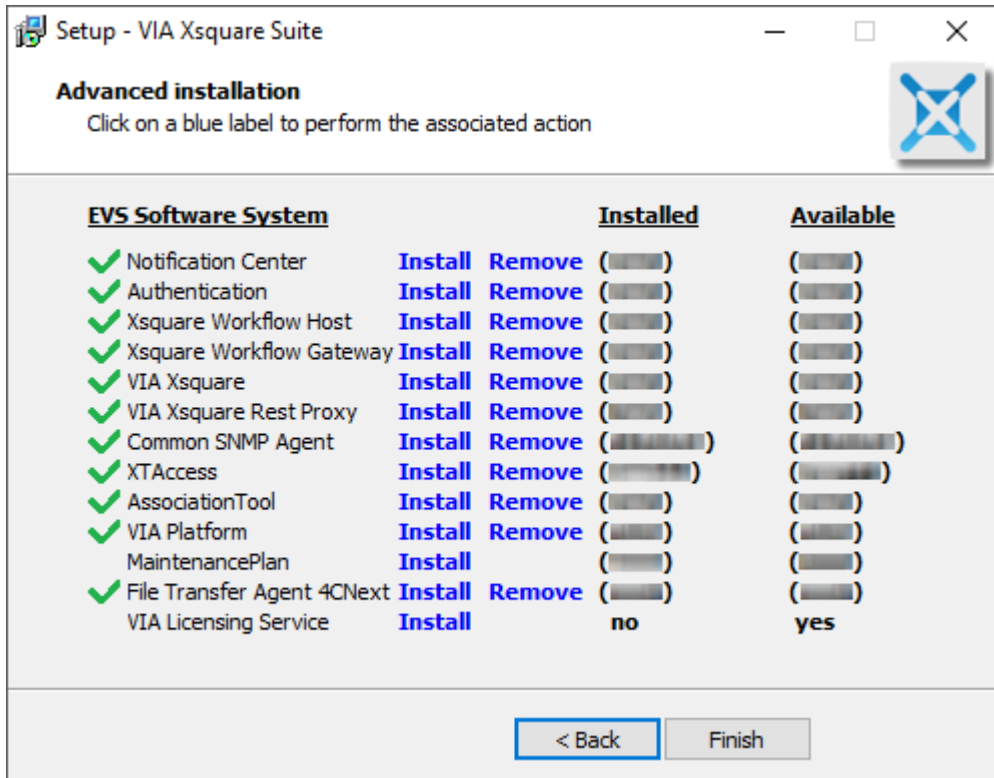 Setup - VIA Xsquare Suite
Advanced installation
Click on a blue label to perform the associated action
EVS Software System Installed Available
Notification Center Install Remove ( ) ( )
Authentication Install Remove ( ) ( )
Xsquare Workflow Host Install Remove ( ) ( )
Xsquare Workflow Gateway Install Remove ( ) ( )
VIA Xsquare Install Remove ( ) ( )
VIA Xsquare Rest Proxy Install Remove ( ) ( )
Common SNMP Agent Install Remove ( ) ( )
XTAccess Install Remove ( ) ( )
AssociationTool Install Remove ( ) ( )
VIA Platform Install Remove ( ) ( )
MaintenancePlan Install ( ) ( )
File Transfer Agent 4CNext Install Remove ( ) ( )
VIA Licensing Service Install no yes
< Back Finish